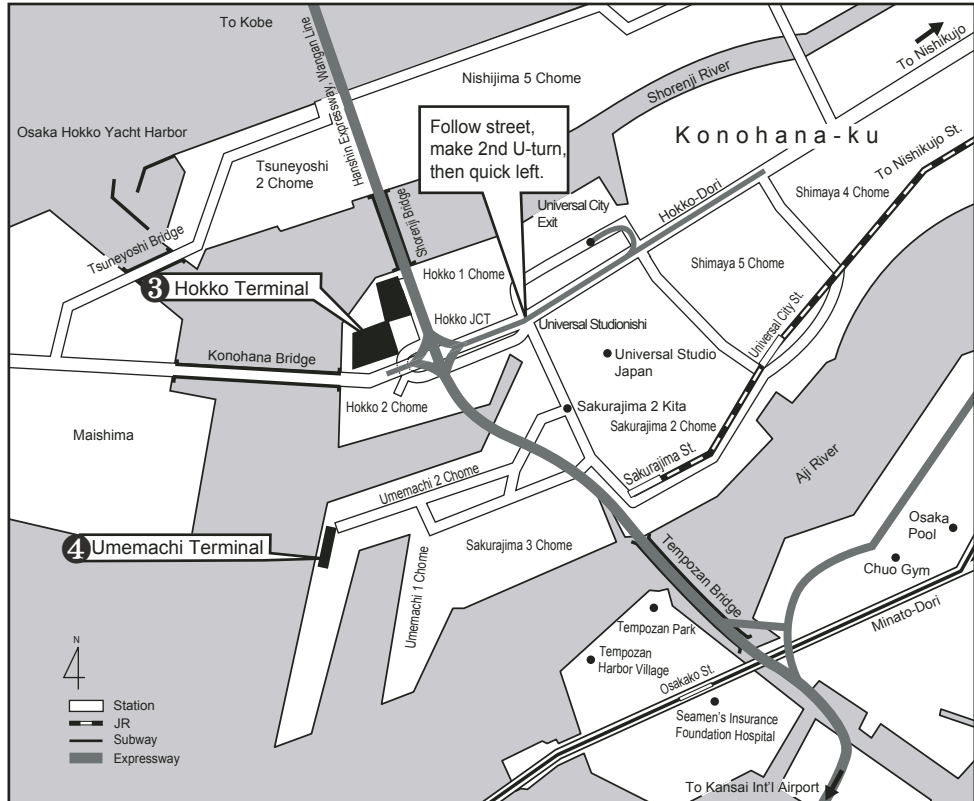 To Kobe
Hanshin Expressway, Wangan Line
To Nishikujo
Nishijima 5 Chome
Shorenji River
Osaka Hokko Yacht Harbor
Follow street,
make 2nd U-turn,
then quick left.
Konohana-ku
To Nishikujo St.
Tsuneyoshi
2 Chome
Shimaya 4 Chome
Universal City
Exit
Hokko-Dori
Shorenji Bridge
Tsuneyoshi Bridge
Shimaya 5 Chome
Hokko 1 Chome
3 Hokko Terminal
Universal City St.
Hokko JCT
Universal Studionishi
Konohana Bridge
Universal Studio
Japan
Hokko 2 Chome
Sakurajima 2 Kita
Sakurajima 2 Chome
Maishima
Sakurajima St.
Aji River
Umemachi 2 Chome
Osaka
Pool
4 Umemachi Terminal
Sakurajima 3 Chome
Chuo Gym
Umemachi 1 Chome
Tempozan Bridge
Minato-Dori
Tempozan Park
Tempozan
Harbor Village
Osakako St.
N
Seamen's Insurance
Foundation Hospital
Station
JR
Subway
Expressway
To Kansai Int'l Airport